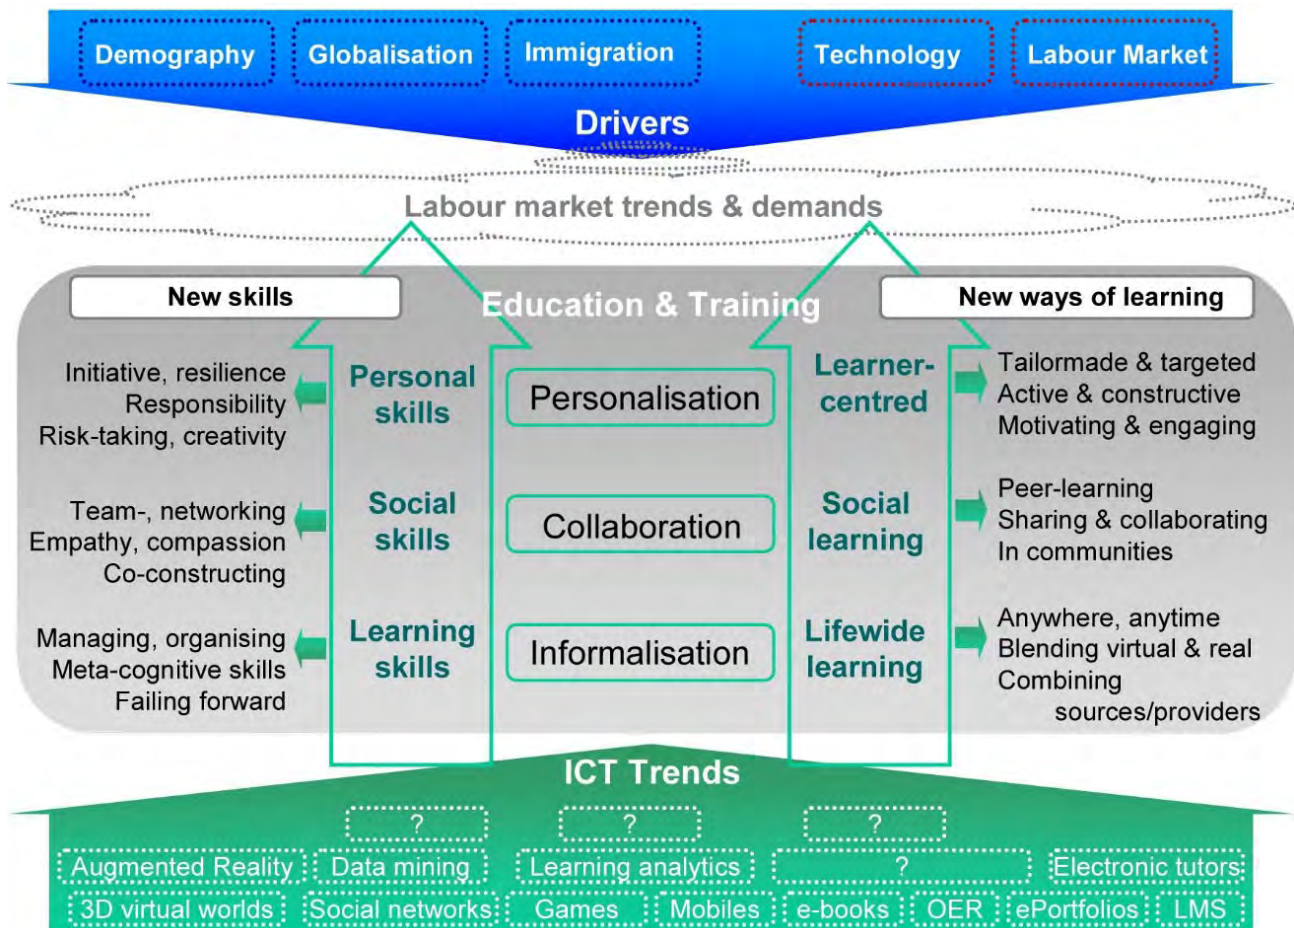 Demography
Globalisation
Immigration
Technology
Labour Market
Drivers
Labour market trends & demands
New skills
Education & Training
New ways of learning
Initiative, resilience
Responsibility
Risk-taking, creativity
Personal
skills
Personalisation
Learner-
centred
Tailormade & targeted
Active & constructive
Motivating & engaging
Team-, networking
Empathy, compassion
Co-constructing
Social
skills
Collaboration
Social
learning
Peer-learning
Sharing & collaborating
In communities
Managing, organising
Meta-cognitive skills
Failing forward
Learning
skills
Informalisation
Lifewide
learning
Anywhere, anytime
Blending virtual & real
Combining
sources/providers
ICT Trends
?
?
?
Augmented Reality
Data mining
Learning analytics
?
Electronic tutors
3D virtual worlds
Social networks
Games
Mobiles
e-books
OER
ePortfolios
LMS